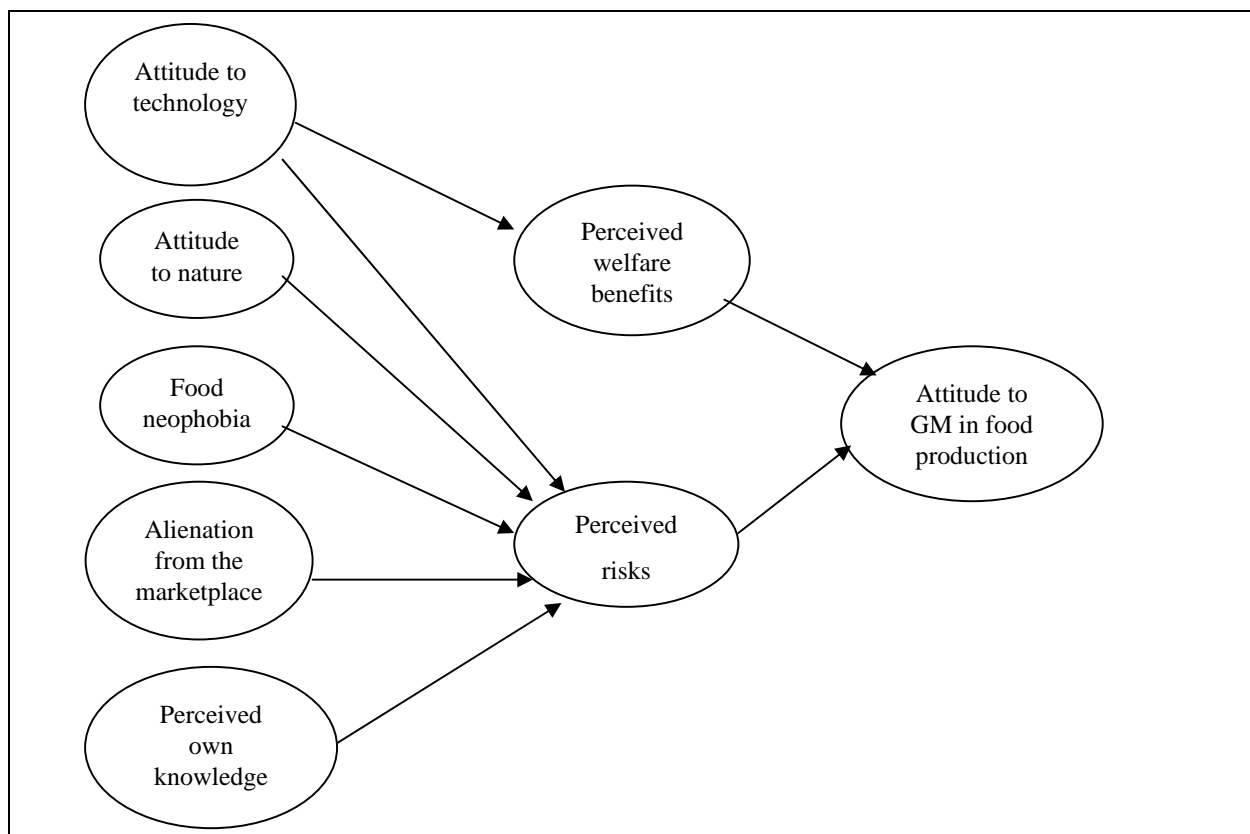 Attitude to
technology
Attitude
to nature
Food
neophobia
Alienation
from the
marketplace
Perceived
own
knowledge
Perceived
welfare
benefits
Perceived
risks
Attitude to
GM in food
production